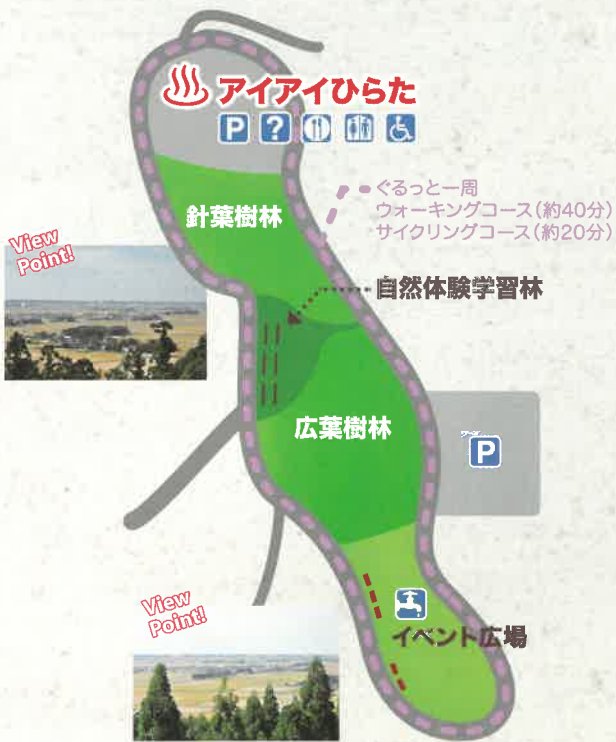 アイアイひらた
P ?
針葉樹林
ぐるっと一周
ウォーキングコース(約40分)
サイクリングコース(約20分)
View
Point!
自然体験学習林
広葉樹林
P
View
Point!
イベント広場